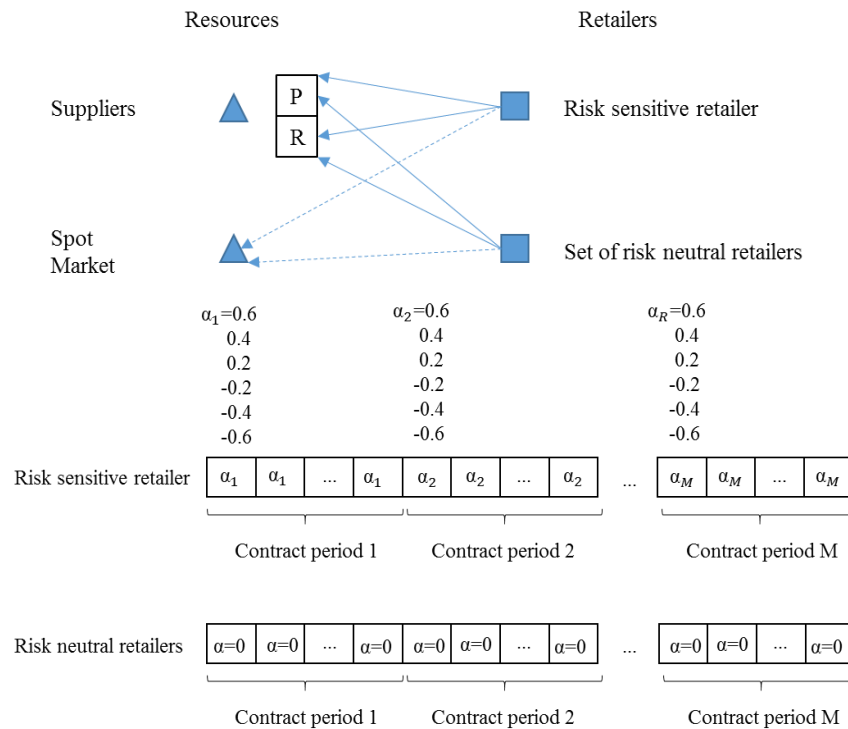 Resources Retailers
Suppliers P Risk sensitive retailer
R
Spot
Market Set of risk neutral retailers
α₁=0.6 α₂=0.6 α_R=0.6
0.4 0.4 0.4
0.2 0.2 0.2
-0.2 -0.2 -0.2
-0.4 -0.4 -0.4
-0.6 -0.6 -0.6
Risk sensitive retailer α₁ α₁ ... α₁ α₂ α₂ ... α₂ ... α_M α_M ... α_M
Contract period 1 Contract period 2 Contract period M
Risk neutral retailers α=0 α=0 ... α=0 α=0 α=0 ... α=0 ... α=0 α=0 ... α=0
Contract period 1 Contract period 2 Contract period M